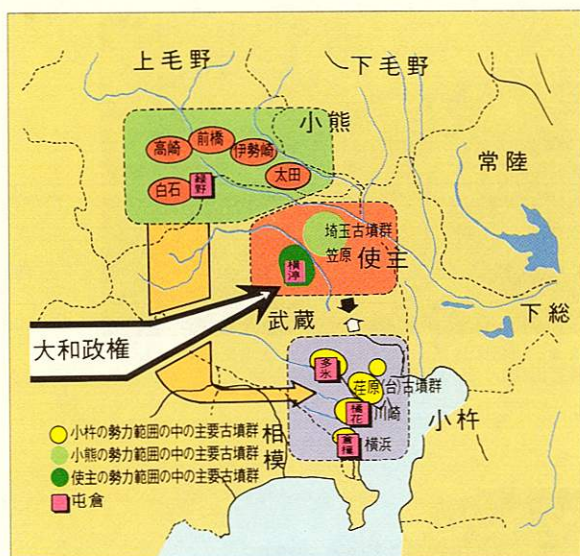 上毛野
下毛野
小熊
高崎
前橋
伊勢崎
太田
白石
緑野
常陸
埼玉古墳群
笠原
使主
横渟
武蔵
下総
大和政権
多氷
荏原(台)古墳群
橘花
川崎
小杵
倉樔
横浜
相模
小杵の勢力範囲の中の主要古墳群
小熊の勢力範囲の中の主要古墳群
使主の勢力範囲の中の主要古墳群
屯倉